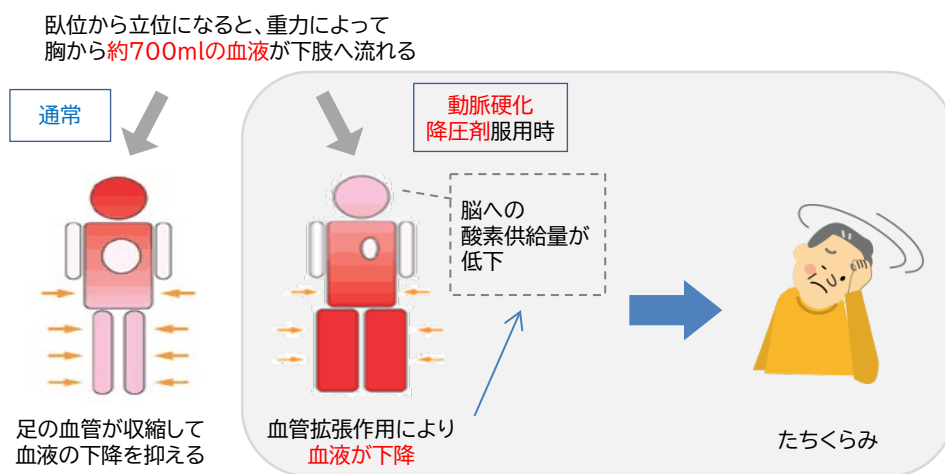 臥位から立位になると、重力によって
胸から約700mlの血液が下肢へ流れる
通常
動脈硬化
降圧剤服用時
脳への
酸素供給量が
低下
足の血管が収縮して
血液の下降を抑える
血管拡張作用により
血液が下降
たちくらみ